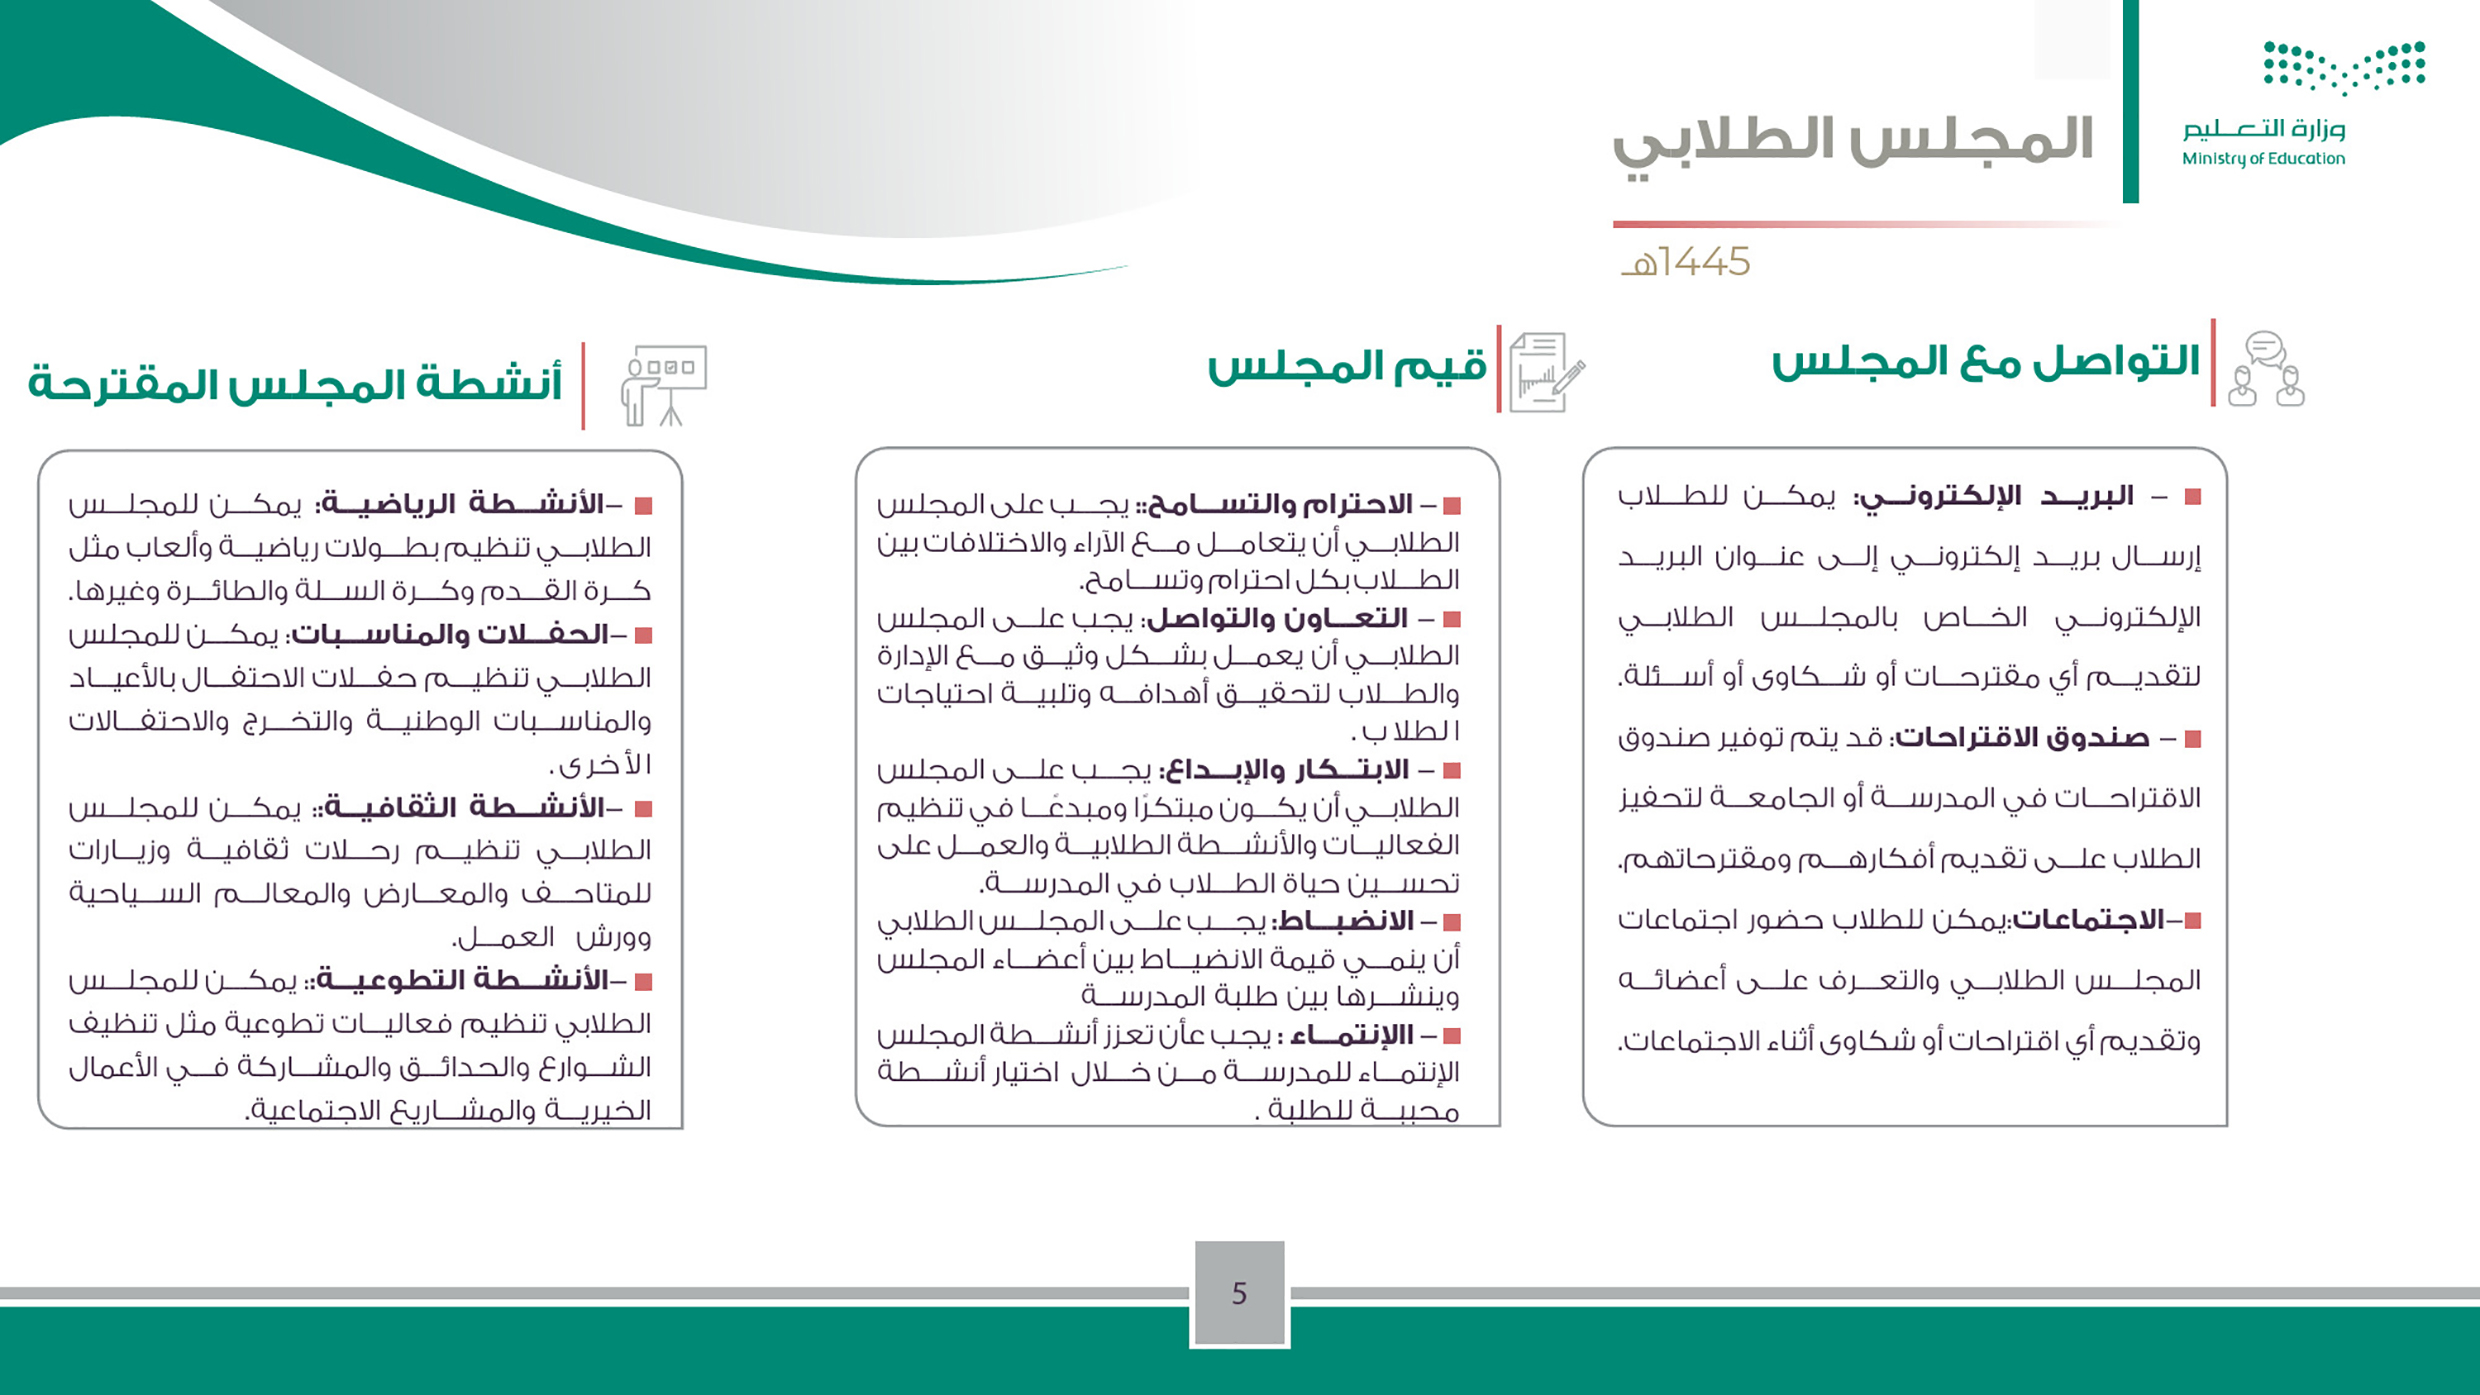 وزارة التعليم
Ministry of Education
المجلس الطلابي
1445هـ
التواصل مع المجلس
– البريد الإلكتروني: يمكن للطلاب
إرسال بريد إلكتروني إلى عنوان البريد
الإلكتروني الخاص بالمجلس الطلابي
لتقديم أي مقترحات أو شكاوى أو أسئلة.
– صندوق الاقتراحات: قد يتم توفير صندوق
الاقتراحات في المدرسة أو الجامعة لتحفيز
الطلاب على تقديم أفكارهم ومقترحاتهم.
–الاجتماعات:يمكن للطلاب حضور اجتماعات
المجلس الطلابي والتعرف على أعضائه
وتقديم أي اقتراحات أو شكاوى أثناء الاجتماعات.
قيم المجلس
– الاحترام والتسامح:: يجب على المجلس
الطلابي أن يتعامل مع الآراء والاختلافات بين
الطلاب بكل احترام وتسامح.
– التعاون والتواصل: يجب على المجلس
الطلابي أن يعمل بشكل وثيق مع الإدارة
والطلاب لتحقيق أهدافه وتلبية احتياجات
الطلاب .
– الابتكار والإبداع: يجب على المجلس
الطلابي أن يكون مبتكرًا ومبدعًا في تنظيم
الفعاليات والأنشطة الطلابية والعمل على
تحسين حياة الطلاب في المدرسة.
– الانضباط: يجب على المجلس الطلابي
أن ينمي قيمة الانضباط بين أعضاء المجلس
وينشرها بين طلبة المدرسة
– االإنتماء : يجب عأن تعزز أنشطة المجلس
الإنتماء للمدرسة من خلال اختيار أنشطة
محببة للطلبة .
أنشطة المجلس المقترحة
–الأنشطة الرياضية: يمكن للمجلس
الطلابي تنظيم بطولات رياضية وألعاب مثل
كرة القدم وكرة السلة والطائرة وغيرها.
–الحفلات والمناسبات: يمكن للمجلس
الطلابي تنظيم حفلات الاحتفال بالأعياد
والمناسبات الوطنية والتخرج والاحتفالات
الأخرى.
–الأنشطة الثقافية:: يمكن للمجلس
الطلابي تنظيم رحلات ثقافية وزيارات
للمتاحف والمعارض والمعالم السياحية
وورش العمل.
–الأنشطة التطوعية:: يمكن للمجلس
الطلابي تنظيم فعاليات تطوعية مثل تنظيف
الشوارع والحدائق والمشاركة في الأعمال
الخيرية والمشاريع الاجتماعية.
5